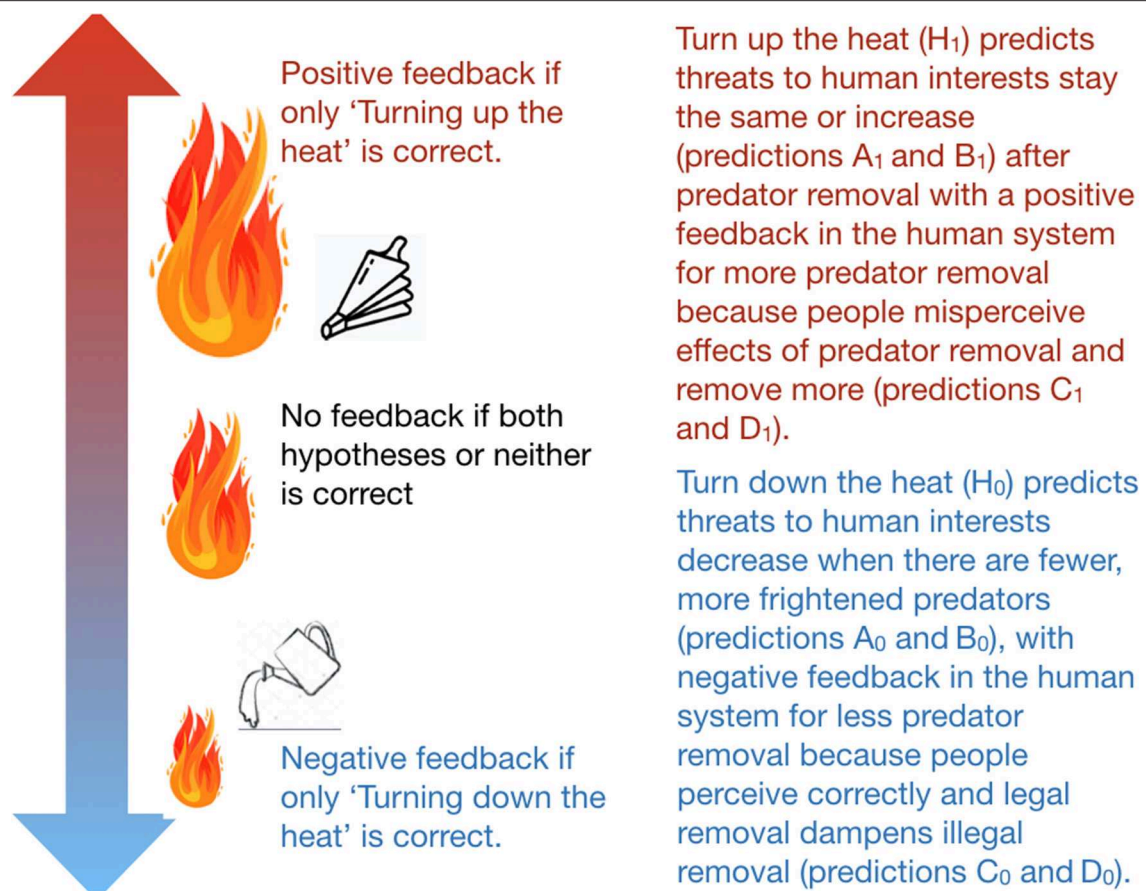 Positive feedback if
only ‘Turning up the
heat’ is correct.
No feedback if both
hypotheses or neither
is correct
Negative feedback if
only ‘Turning down the
heat’ is correct.
Turn up the heat (H₁) predicts
threats to human interests stay
the same or increase
(predictions A₁ and B₁) after
predator removal with a positive
feedback in the human system
for more predator removal
because people misperceive
effects of predator removal and
remove more (predictions C₁
and D₁).
Turn down the heat (H₀) predicts
threats to human interests
decrease when there are fewer,
more frightened predators
(predictions A₀ and B₀), with
negative feedback in the human
system for less predator
removal because people
perceive correctly and legal
removal dampens illegal
removal (predictions C₀ and D₀).